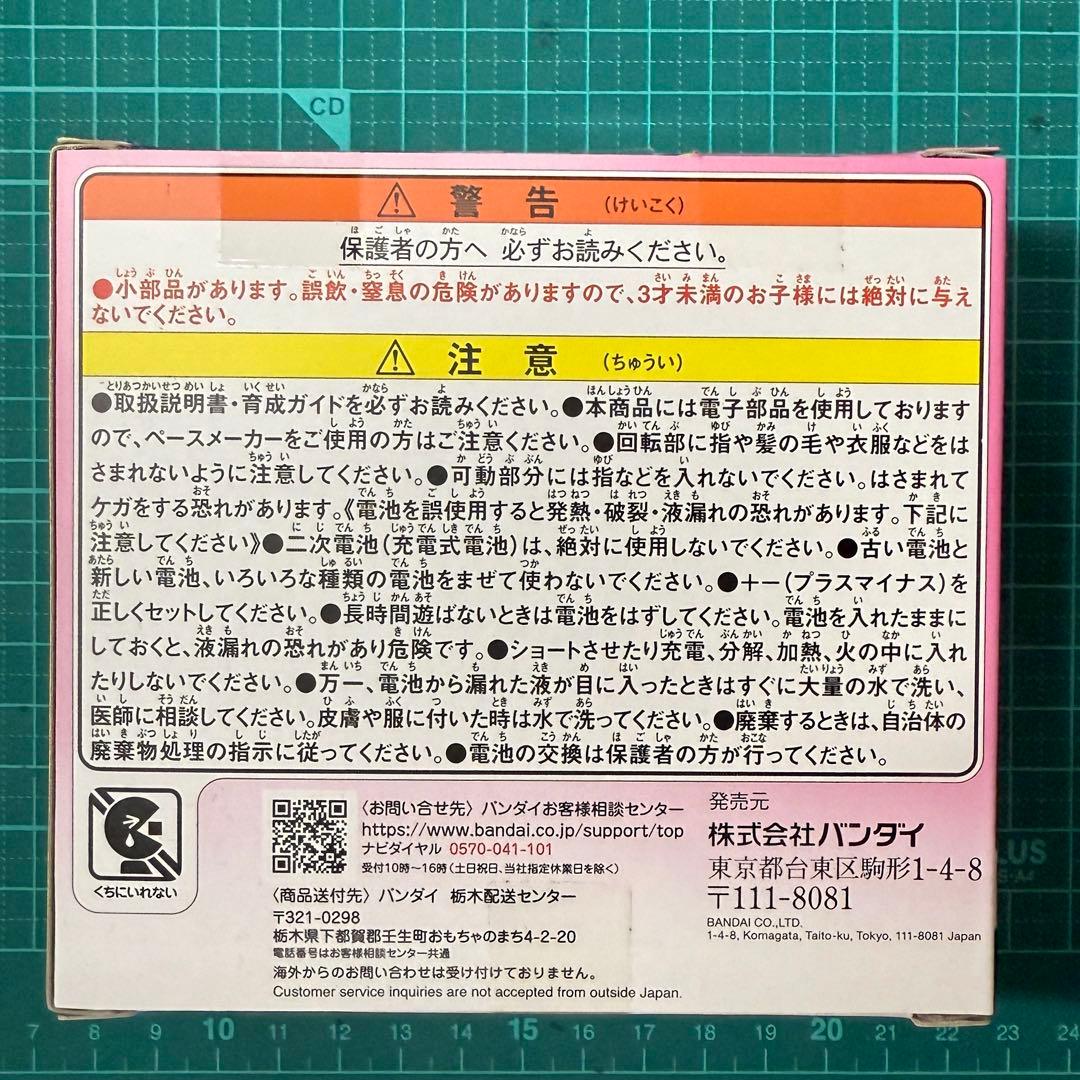 CD
警告 (けいこく)
保護者の方へ 必ずお読みください。
●小部品があります。誤飲・窒息の危険がありますので、3才未満のお子様には絶対に与え
ないでください。
注意 (ちゅうい)
●取扱説明書・育成ガイドを必ずお読みください。●本商品には電子部品を使用しております
ので、ペースメーカーをご使用の方はご注意ください。●回転部に指や髪の毛や衣服などをは
さまれないように注意してください。●可動部分には指などを入れないでください。はさまれて
ケガをする恐れがあります。《電池を誤使用すると発熱・破裂・液漏れの恐れがあります。下記に
注意してください》●二次電池(充電式電池)は、絶対に使用しないでください。●古い電池と
新しい電池、いろいろな種類の電池をまぜて使わないでください。●+−(プラスマイナス)を
正しくセットしてください。●長時間遊ばないときは電池をはずしてください。電池を入れたままに
しておくと、液漏れの恐れがあり危険です。●ショートさせたり充電、分解、加熱、火の中に入れ
たりしないでください。●万一、電池から漏れた液が目に入ったときはすぐに大量の水で洗い、
医師に相談してください。皮膚や服に付いた時は水で洗ってください。●廃棄するときは、自治体の
廃棄物処理の指示に従ってください。●電池の交換は保護者の方が行ってください。
くちにいれない
〈お問い合せ先〉バンダイお客様相談センター
https://www.bandai.co.jp/support/top
ナビダイヤル 0570-041-101
受付10時〜16時(土日祝日、当社指定休業日を除く)
〈商品送付先〉バンダイ 栃木配送センター
〒321-0298
栃木県下都賀郡壬生町おもちゃのまち4-2-20
電話番号はお客様相談センター共通
海外からのお問い合わせは受け付けておりません。
Customer service inquiries are not accepted from outside Japan.
発売元
株式会社バンダイ
東京都台東区駒形1-4-8
〒111-8081
BANDAI CO.,LTD.
1-4-8, Komagata, Taito-ku, Tokyo, 111-8081 Japan
LUS
7 8 9 10 11 12 13 14 15 16 17 18 19 20 21 22 23 24